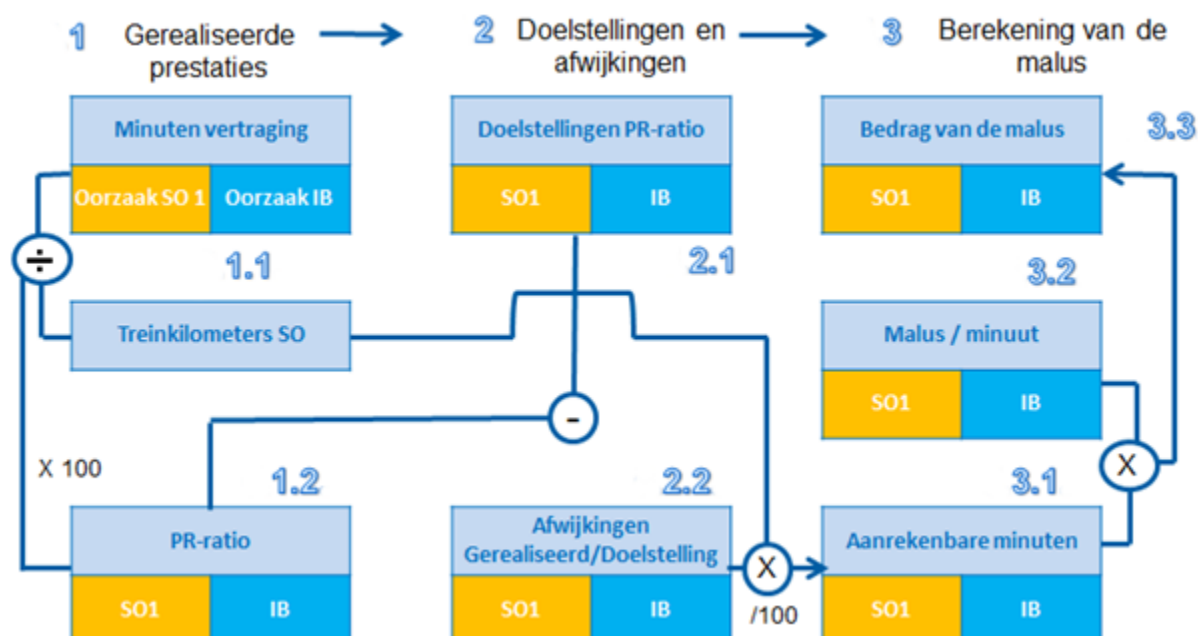 1 Gerealiseerde prestaties
2 Doelstellingen en afwijkingen
3 Berekening van de malus
Minuten vertraging
Oorzaak SO 1 Oorzaak IB
Doelstellingen PR-ratio
SO1 IB
Bedrag van de malus
SO1 IB
3.3
÷
1.1
2.1
3.2
Treinkilometers SO
Malus / minuut
SO1 IB
-
X 100
X
1.2
2.2
3.1
PR-ratio
SO1 IB
Afwijkingen
Gerealiseerd/Doelstelling
SO1 IB
X
/100
Aanrekenbare minuten
SO1 IB